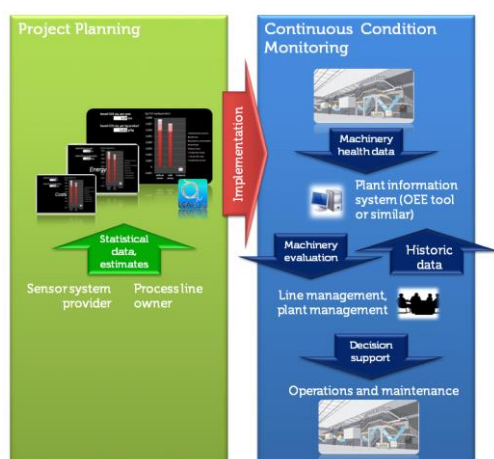 Project Planning
Energy
Statistical
data,
estimates
Sensor system
provider
Process line
owner
Implementation
Continuous Condition
Monitoring
Machinery
health data
Plant information
system (OEE tool
or similar)
Machinery
evaluation
Historic
data
Line management,
plant management
Decision
support
Operations and maintenance